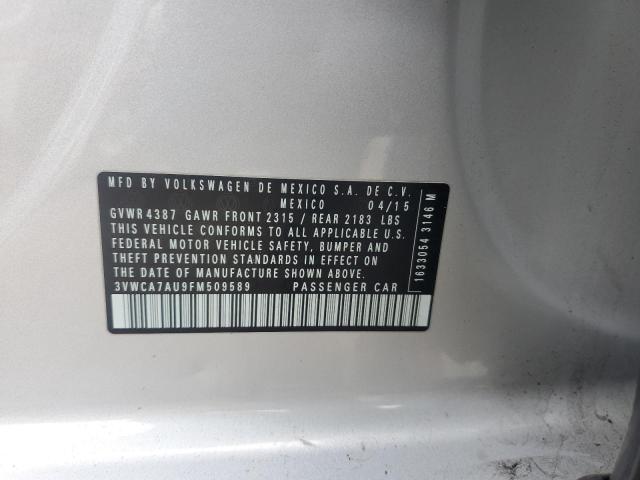 MFD BY VOLKSWAGEN DE MEXICO S.A. DE C.V.
MEXICO 04/15
GVWR 4387 GAWR FRONT 2315 / REAR 2183 LBS
THIS VEHICLE CONFORMS TO ALL APPLICABLE U.S.
FEDERAL MOTOR VEHICLE SAFETY, BUMPER AND
THEFT PREVENTION STANDARDS IN EFFECT ON THE
DATE OF MANUFACTURE SHOWN ABOVE.
3VWCA7AU9FM509589 PASSENGER CAR
1633054 3146 M